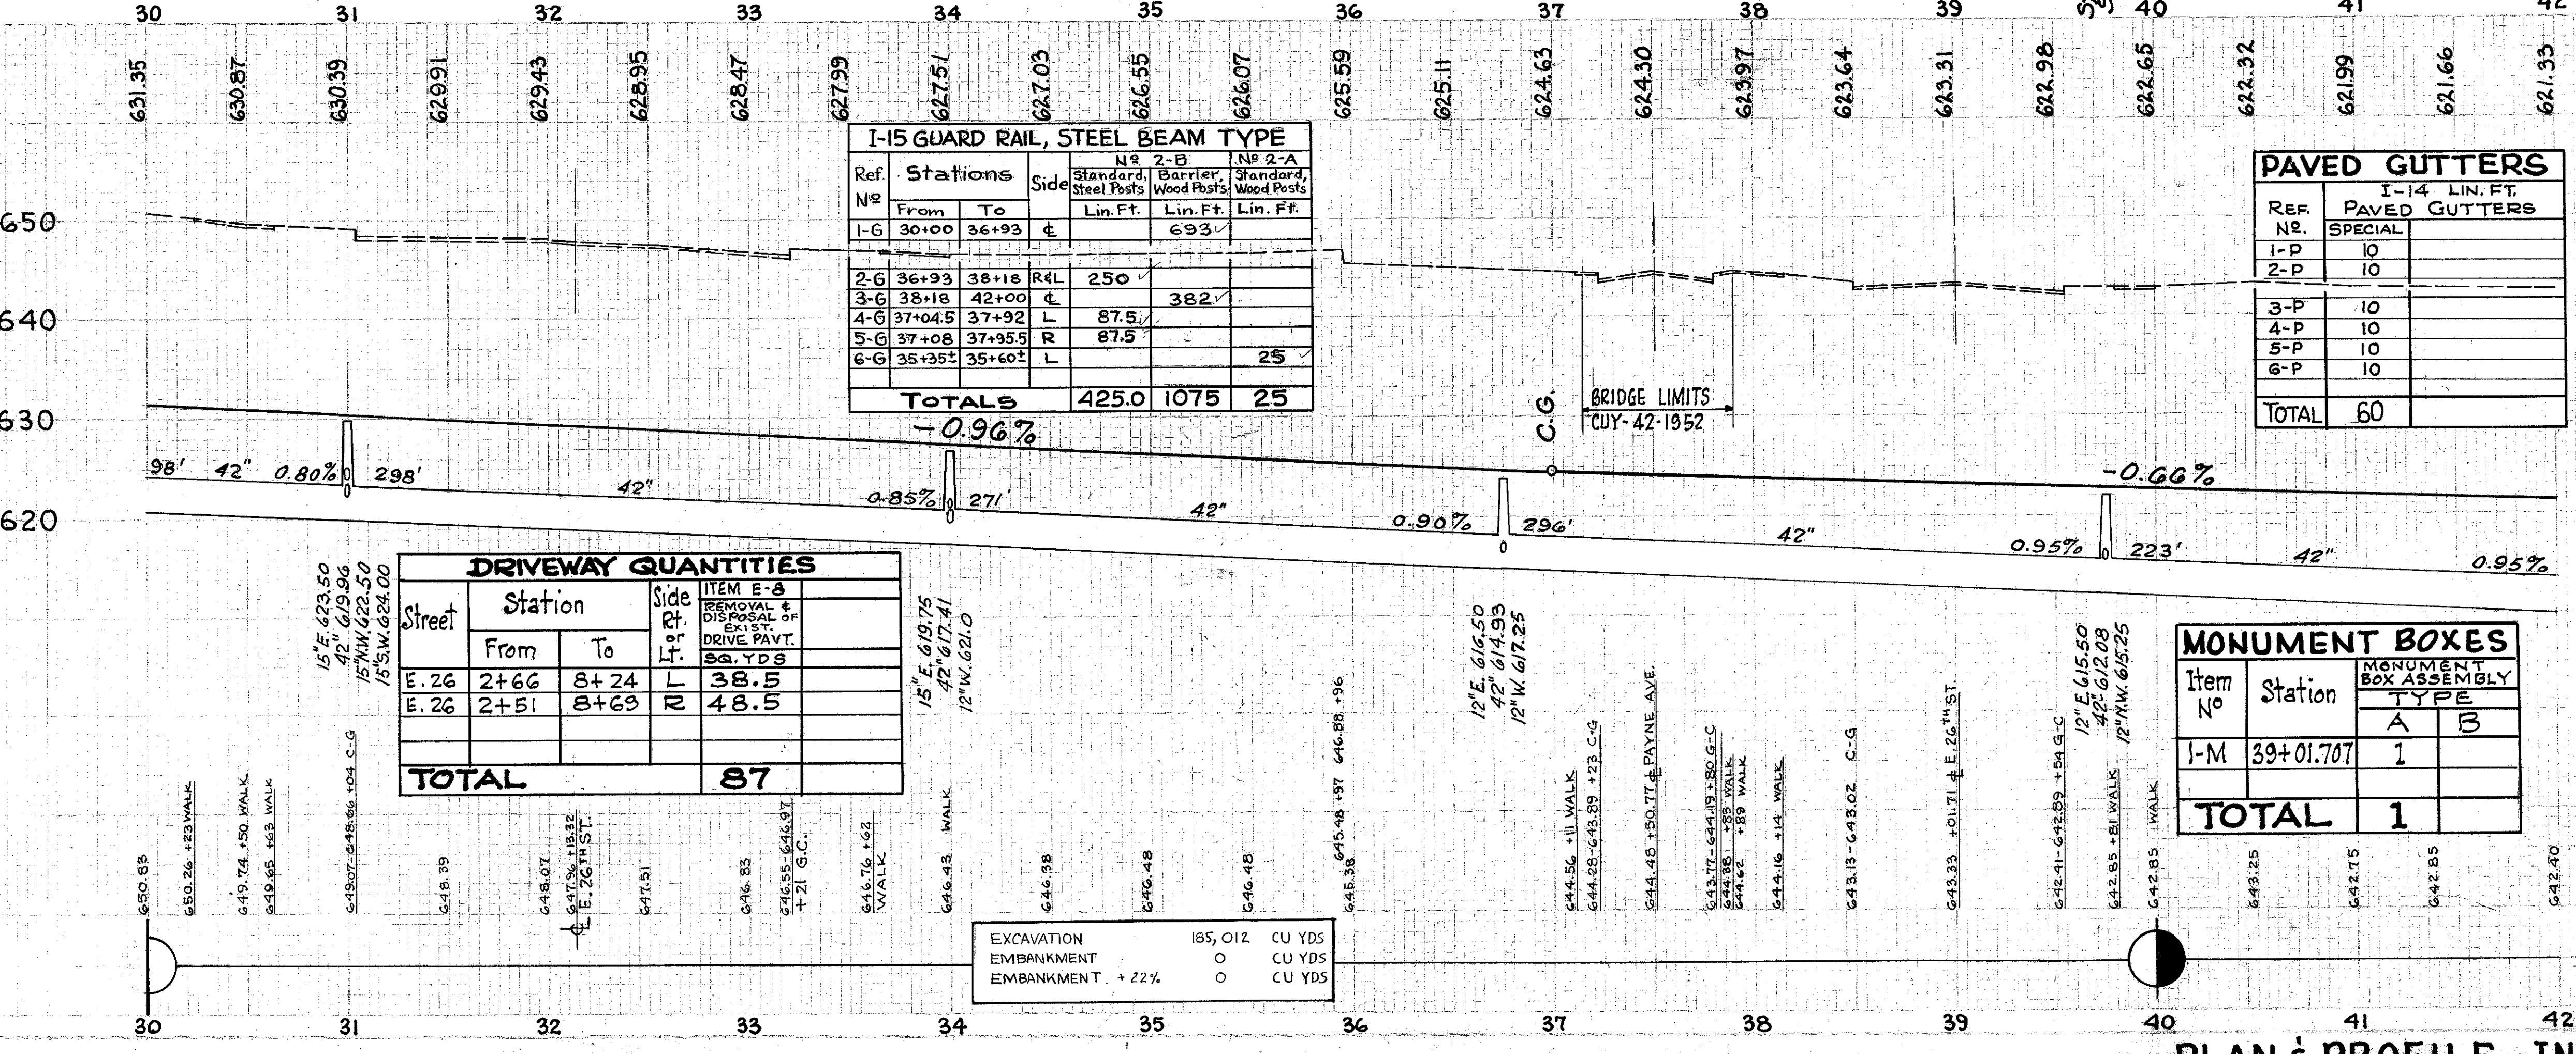 30 31 32 33 34 35 36 37 38 39 40 41 42
631.35 630.87 630.39 629.91 629.43 628.95 628.47 627.99 627.51 627.03 626.55 626.07 625.59 625.11 624.63 624.30 623.97 623.64 623.31 622.98 622.65 622.32 621.99 621.66 621.33
650
640
630
620
I-15 GUARD RAIL, STEEL BEAM TYPE
Ref. Nº Stations Side Nº 2-B Nº 2-A
Standard, Steel Posts Barrier, Wood Posts Standard, Wood Posts
From To Lin. Ft. Lin. Ft. Lin. Ft.
1-G 30+00 36+93 ℄ 693 ✓
2-G 36+93 38+18 R&L 250 ✓
3-G 38+18 42+00 ℄ 382 ✓
4-G 37+04.5 37+92 L 87.5 ✓
5-G 37+08 37+95.5 R 87.5
6-G 35+35± 35+60± L 25 ✓
TOTALS 425.0 1075 25
PAVED GUTTERS
I-14 LIN. FT.
REF. Nº. PAVED GUTTERS
SPECIAL
1-P 10
2-P 10
3-P 10
4-P 10
5-P 10
6-P 10
TOTAL 60
-0.96%
C.G.
BRIDGE LIMITS
CUY-42-1952
-0.66%
98' 42" 0.80% 298' 42" 0.85% 271' 42" 0.90% 296' 42" 0.95% 223' 42" 0.95%
15" E. 623.50
42" 619.96
15" N.W. 622.50
15" S.W. 624.00
DRIVEWAY QUANTITIES
Street Station Side Rt. or Lt. ITEM E-8
REMOVAL & DISPOSAL OF EXIST. DRIVE PAVT.
From To SQ. YDS
E. 26 2+66 8+24 L 38.5
E. 26 2+51 8+69 R 48.5
TOTAL 87
15" E. 619.75
42" 617.41
12" W. 621.0
12" E. 616.50
42" 614.93
12" W. 617.25
12" E. 615.50
42" 612.08
12" N.W. 615.25
MONUMENT BOXES
Item Nº Station MONUMENT BOX ASSEMBLY
TYPE
A B
1-M 39+01.707 1
TOTAL 1
650.83
650.26 +23 WALK
649.74 +50 WALK
649.65 +63 WALK
649.07-648.66 +04 C-G
648.39
648.07
647.96 +13.32
℄ E. 26TH ST.
647.51
646.83
646.55-646.97
+21 G.C.
646.76 +62
WALK
646.43 WALK
646.38
646.48
646.48
645.48 +97 646.88 +96
645.38
644.56 +11 WALK
644.28-643.89 +23 C-G
644.48 +50.77 ℄ PAYNE AVE.
643.77-644.19 +80 G-C
644.38 +83 WALK
644.62 +89 WALK
644.16 +14 WALK
643.13-643.02 C-G
643.33 +01.71 ℄ E. 26TH ST.
642.41-642.89 +54 G-C
642.85 +81 WALK
642.85 WALK
643.25
642.75
642.85
642.40
EXCAVATION 185,012 CU YDS
EMBANKMENT 0 CU YDS
EMBANKMENT + 22% 0 CU YDS
30 31 32 33 34 35 36 37 38 39 40 41 42
PLAN & PROFILE IN